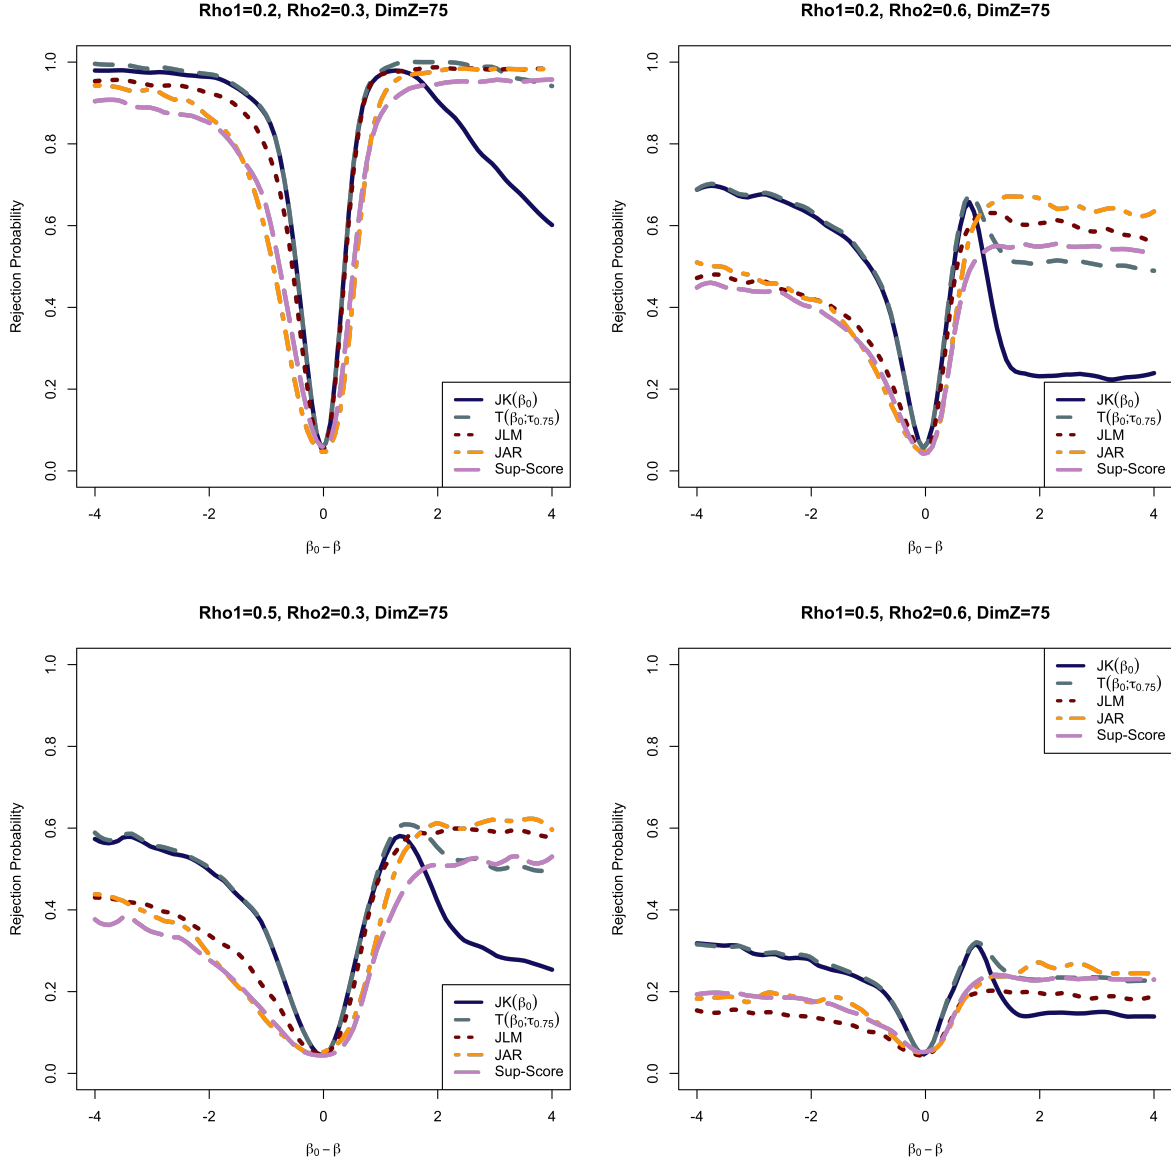 Rho1=0.2, Rho2=0.3, DimZ=75
Rejection Probability
1.0
0.8
0.6
0.4
0.2
0.0
-4
-2
0
2
4
β₀ − β
JK(β₀)
T(β₀;τ₀.₇₅)
JLM
JAR
Sup-Score
Rho1=0.2, Rho2=0.6, DimZ=75
Rejection Probability
1.0
0.8
0.6
0.4
0.2
0.0
-4
-2
0
2
4
β₀ − β
JK(β₀)
T(β₀;τ₀.₇₅)
JLM
JAR
Sup-Score
Rho1=0.5, Rho2=0.3, DimZ=75
Rejection Probability
1.0
0.8
0.6
0.4
0.2
0.0
-4
-2
0
2
4
β₀ − β
JK(β₀)
T(β₀;τ₀.₇₅)
JLM
JAR
Sup-Score
Rho1=0.5, Rho2=0.6, DimZ=75
Rejection Probability
1.0
0.8
0.6
0.4
0.2
0.0
-4
-2
0
2
4
β₀ − β
JK(β₀)
T(β₀;τ₀.₇₅)
JLM
JAR
Sup-Score